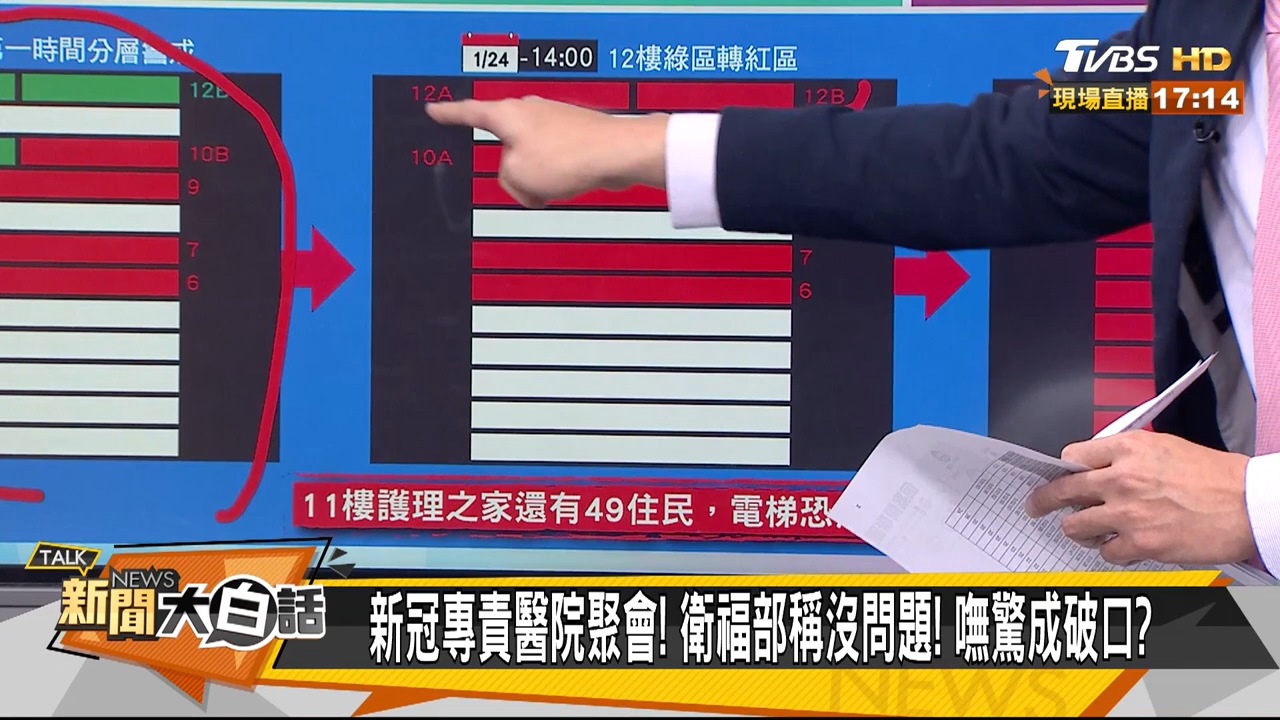 一時間分層警戒
1/24 -14:00 12樓綠區轉紅區
TVBS HD
現場直播 17:14
12B
12A
12B
10B
10A
9
7
7
6
6
11樓護理之家還有49住民，電梯恐
TALK
NEWS
新聞大白話
新冠專責醫院聚會! 衛福部稱沒問題! 嘸驚成破口?
NEWS